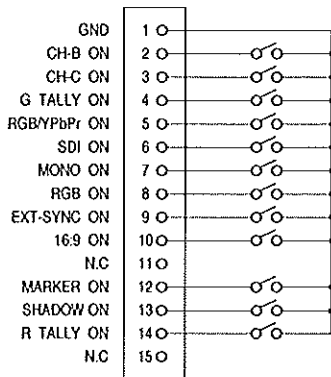 GND 1
CH-B ON 2
CH-C ON 3
G TALLY ON 4
RGB/YPbPr ON 5
SDI ON 6
MONO ON 7
RGB ON 8
EXT-SYNC ON 9
16:9 ON 10
N.C 11
MARKER ON 12
SHADOW ON 13
R TALLY ON 14
N.C 15